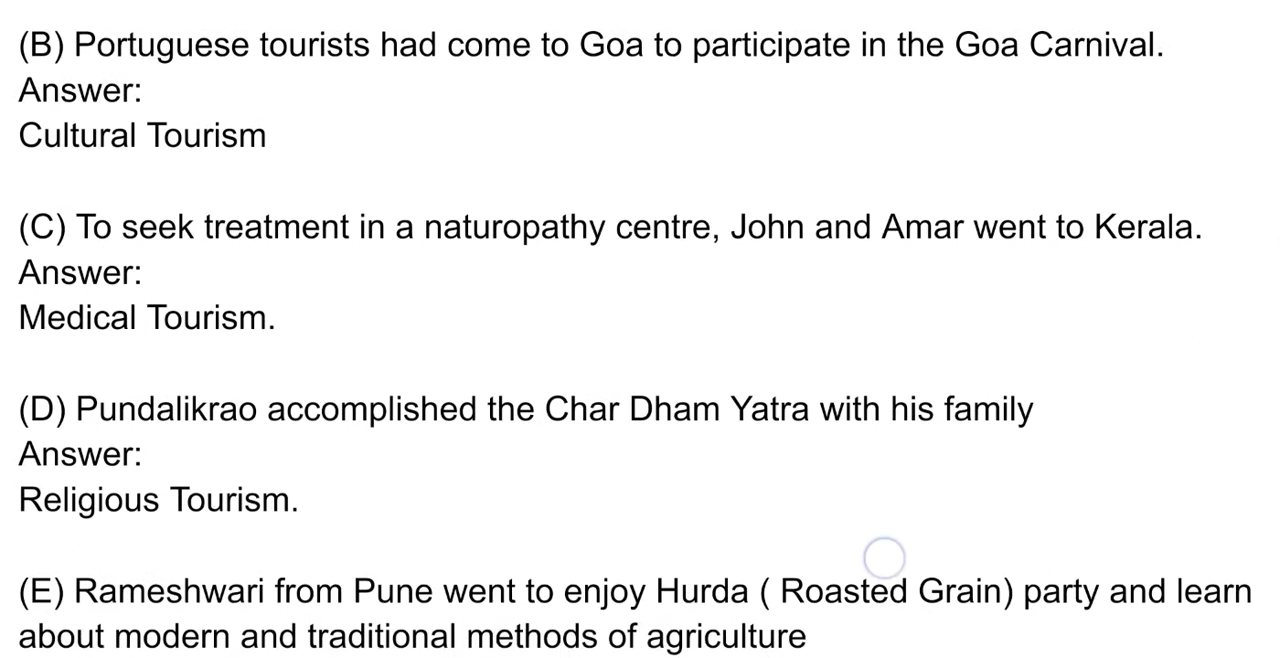 (B) Portuguese tourists had come to Goa to participate in the Goa Carnival.
Answer:
Cultural Tourism
(C) To seek treatment in a naturopathy centre, John and Amar went to Kerala.
Answer:
Medical Tourism.
(D) Pundalikrao accomplished the Char Dham Yatra with his family
Answer:
Religious Tourism.
(E) Rameshwari from Pune went to enjoy Hurda ( Roasted Grain) party and learn
about modern and traditional methods of agriculture